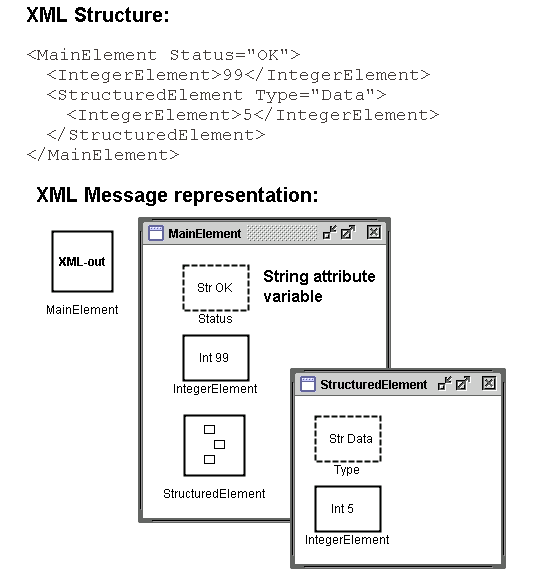 XML Structure:
<MainElement Status="OK">
<IntegerElement>99</IntegerElement>
<StructuredElement Type="Data">
<IntegerElement>5</IntegerElement>
</StructuredElement>
</MainElement>
XML Message representation:
XML-out
MainElement
MainElement
Str OK
Status
String attribute
variable
Int 99
IntegerElement
StructuredElement
StructuredElement
Str Data
Type
Int 5
IntegerElement